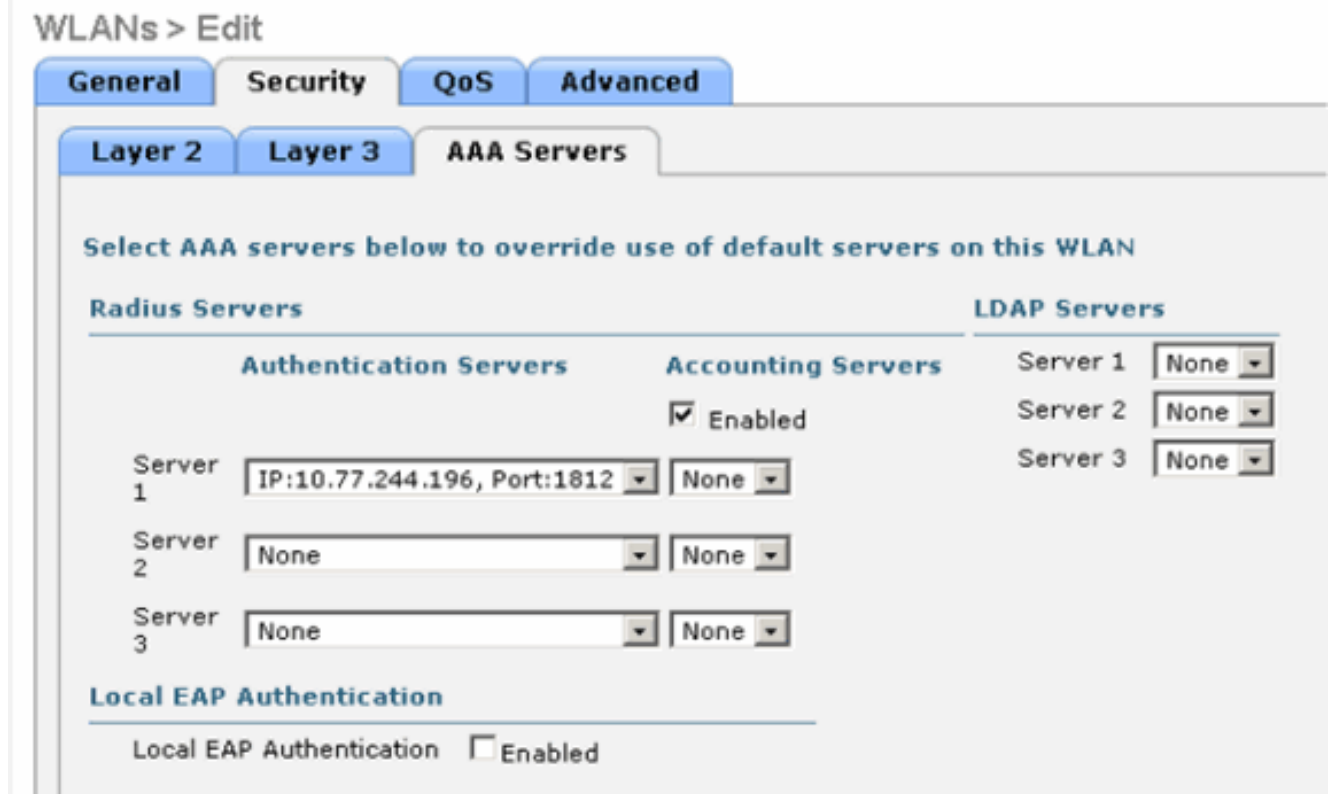 WLANs > Edit
General Security QoS Advanced
Layer 2 Layer 3 AAA Servers
Select AAA servers below to override use of default servers on this WLAN
Radius Servers
Authentication Servers Accounting Servers
Enabled
Server 1 IP:10.77.244.196, Port:1812 None
Server 2 None None
Server 3 None None
LDAP Servers
Server 1 None
Server 2 None
Server 3 None
Local EAP Authentication
Local EAP Authentication Enabled